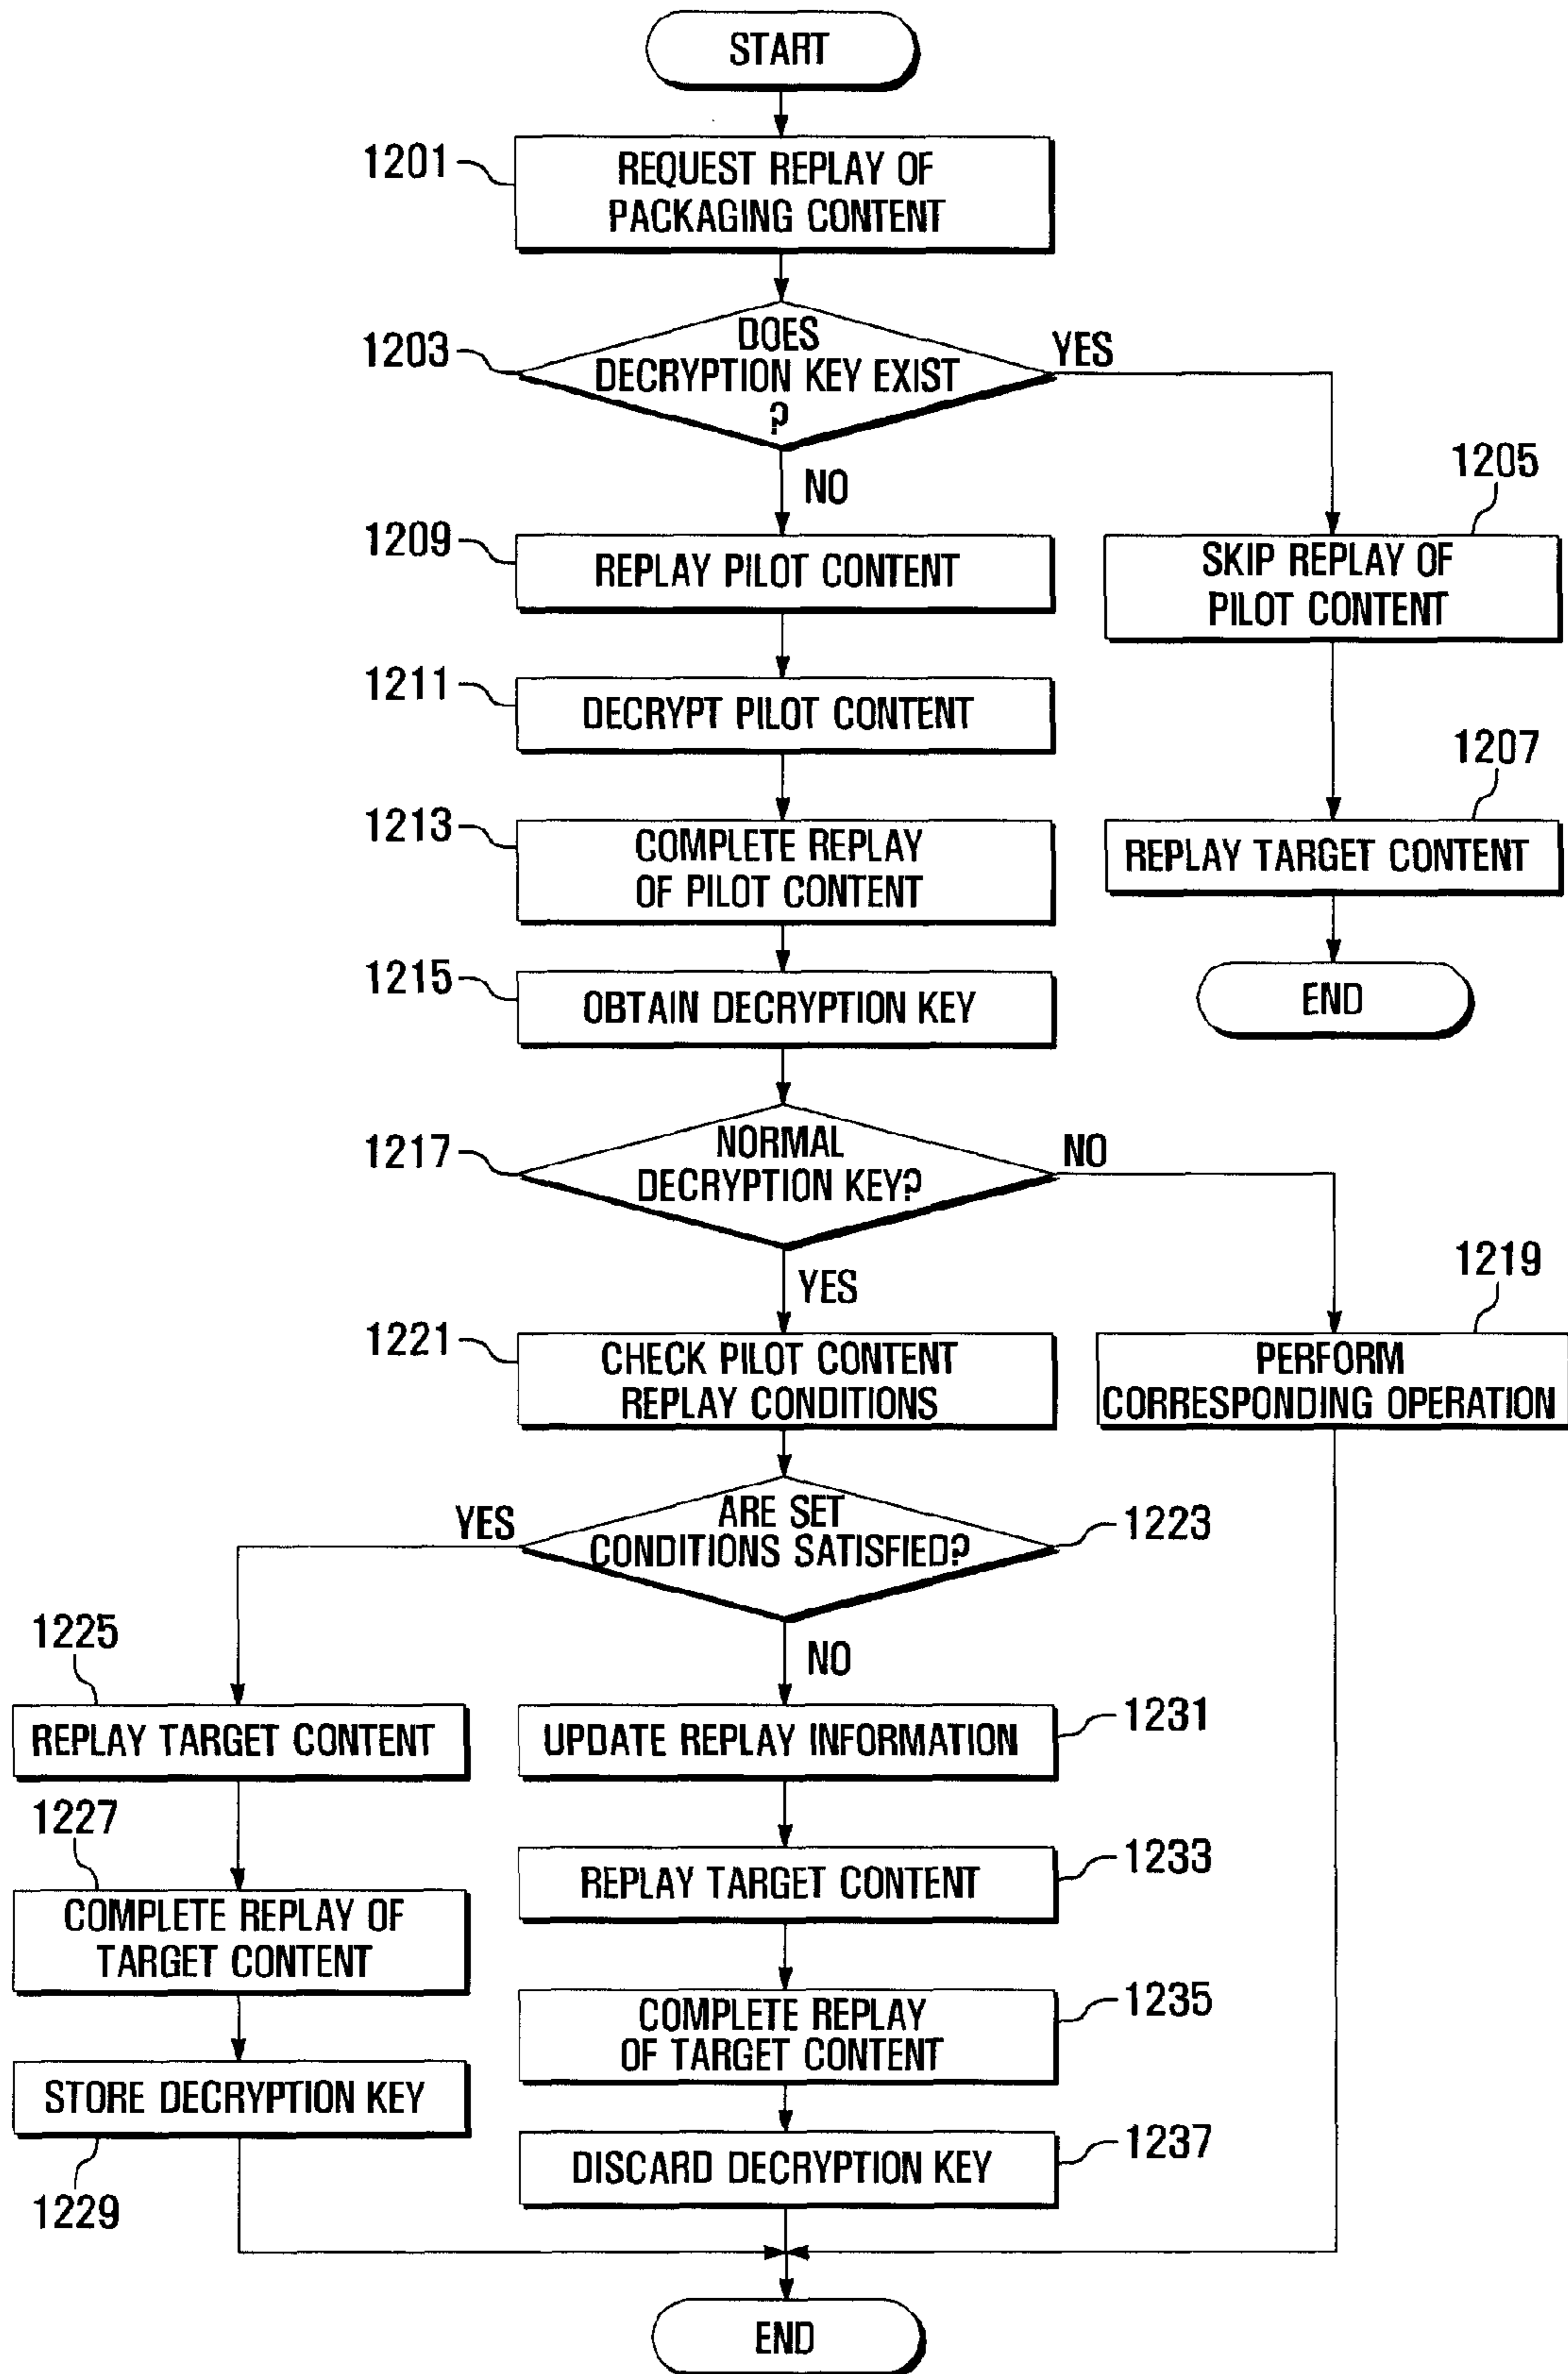 START
1201
REQUEST REPLAY OF
PACKAGING CONTENT
1203
DOES
DECRYPTION KEY EXIST
?
YES
NO
1205
SKIP REPLAY OF
PILOT CONTENT
1209
REPLAY PILOT CONTENT
1211
DECRYPT PILOT CONTENT
1207
REPLAY TARGET CONTENT
END
1213
COMPLETE REPLAY
OF PILOT CONTENT
1215
OBTAIN DECRYPTION KEY
1217
NORMAL
DECRYPTION KEY?
NO
YES
1219
PERFORM
CORRESPONDING OPERATION
1221
CHECK PILOT CONTENT
REPLAY CONDITIONS
1223
ARE SET
CONDITIONS SATISFIED?
YES
NO
1225
REPLAY TARGET CONTENT
1227
COMPLETE REPLAY OF
TARGET CONTENT
STORE DECRYPTION KEY
1229
1231
UPDATE REPLAY INFORMATION
1233
REPLAY TARGET CONTENT
1235
COMPLETE REPLAY
OF TARGET CONTENT
1237
DISCARD DECRYPTION KEY
END